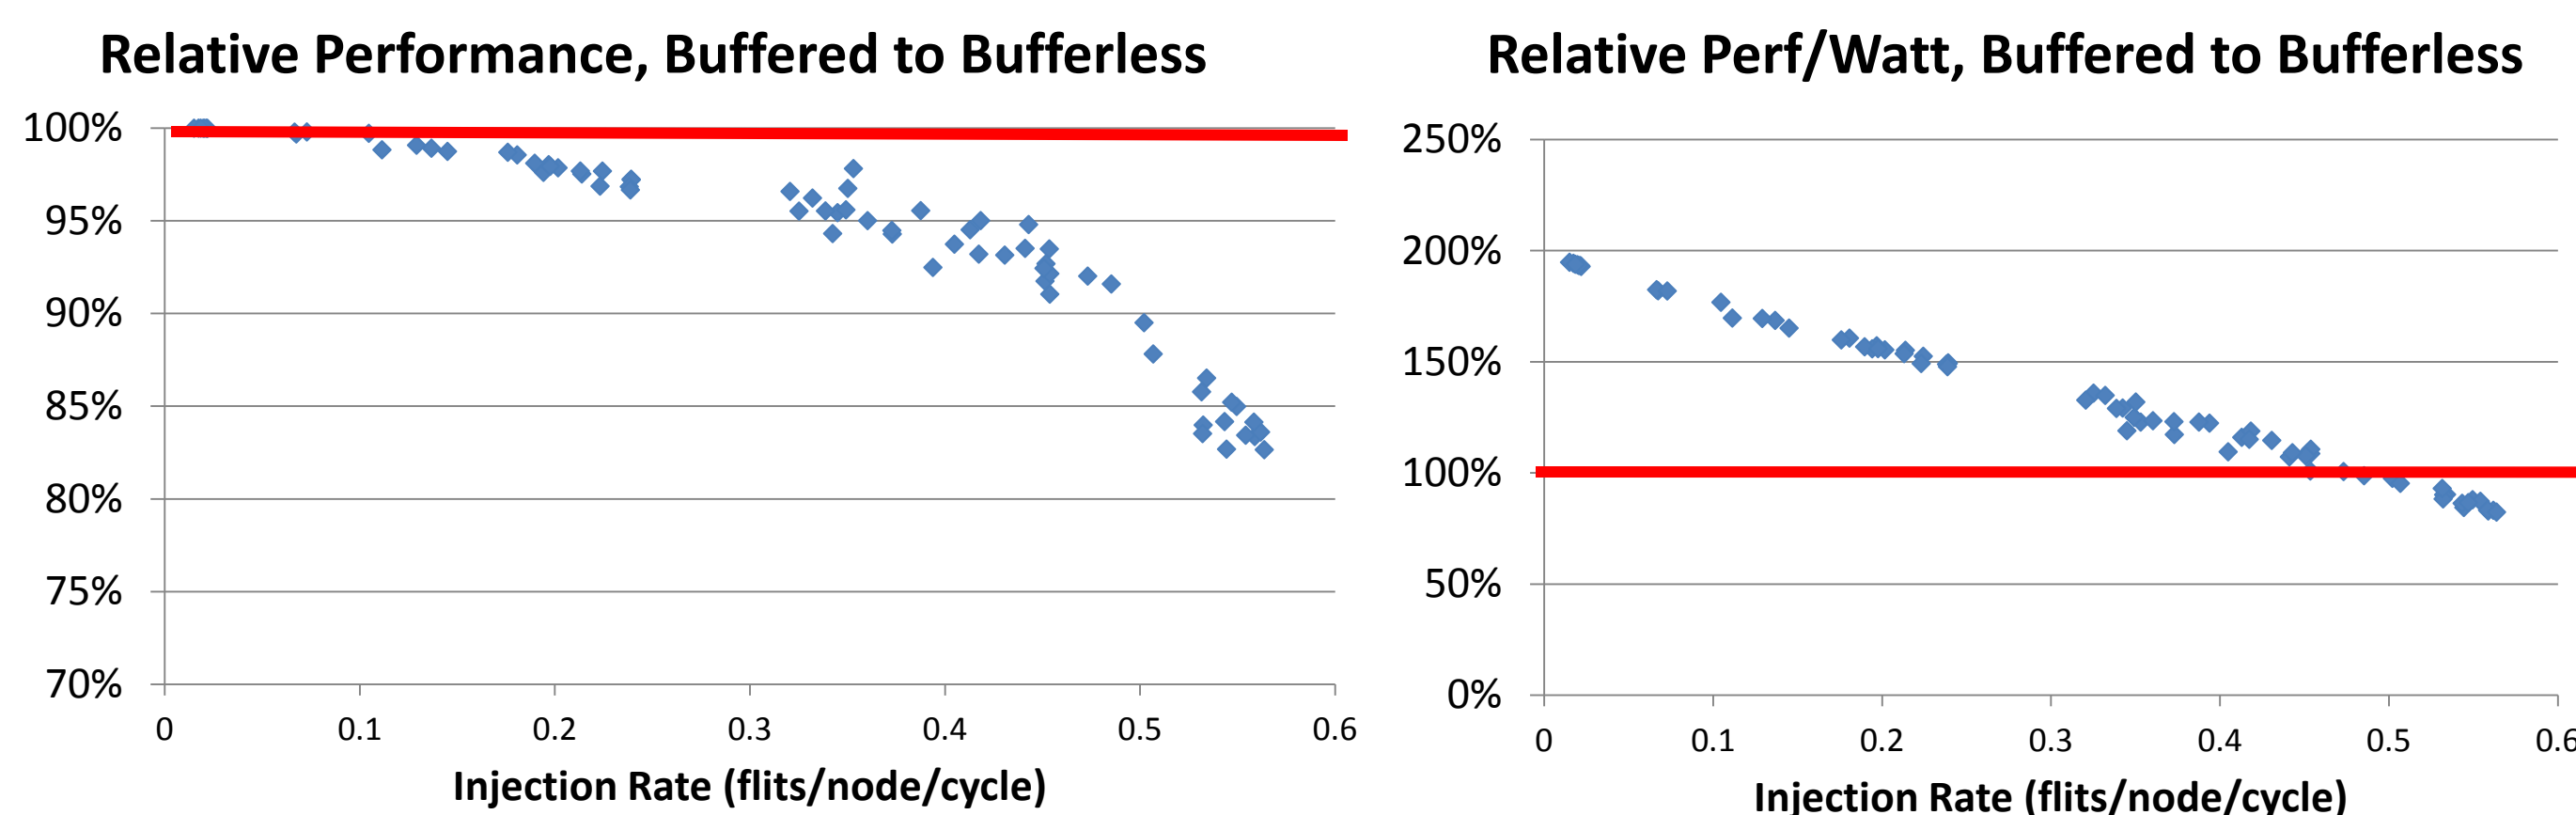 Relative Performance, Buffered to Bufferless
100%
95%
90%
85%
80%
75%
70%
0 0.1 0.2 0.3 0.4 0.5 0.6
Injection Rate (flits/node/cycle)
Relative Perf/Watt, Buffered to Bufferless
250%
200%
150%
100%
50%
0%
0 0.1 0.2 0.3 0.4 0.5 0.6
Injection Rate (flits/node/cycle)